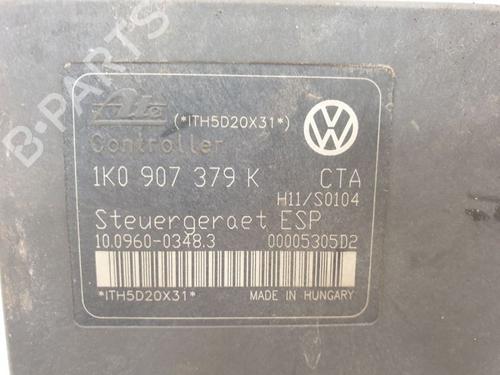 B-PARTS
Ate (*ITH5D20X31*)
Controller
1K0 907 379 K CTA
H11/S0104
Steuergeraet ESP
10.0960-0348.3 00005305D2
*ITH5D20X31* MADE IN HUNGARY